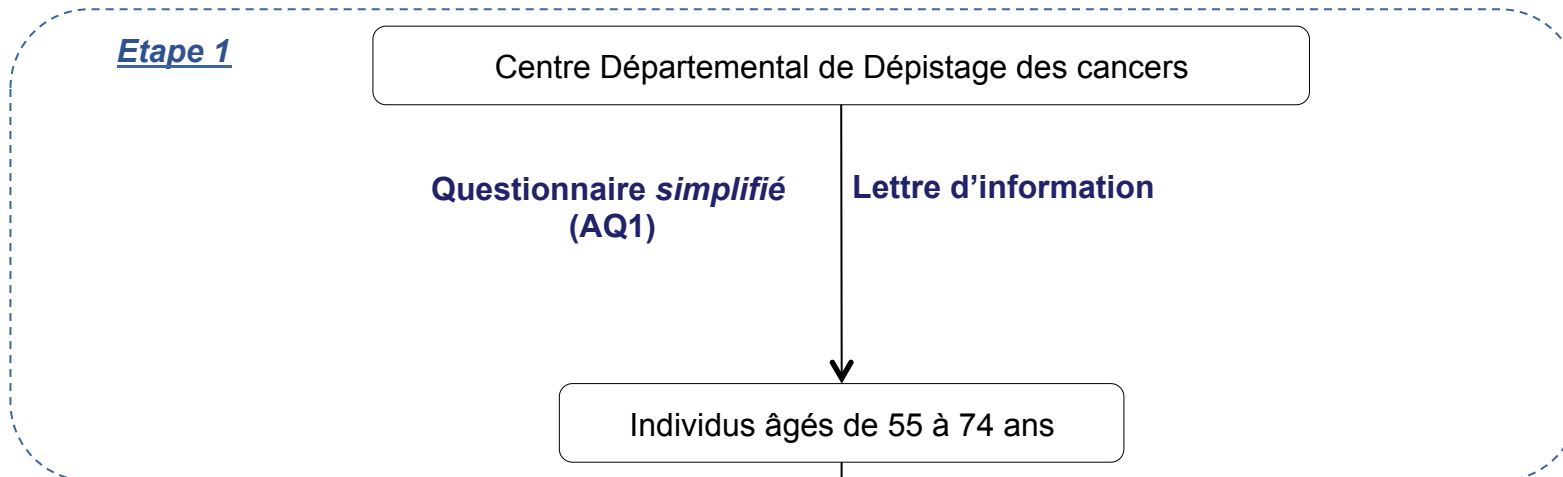 Etape 1
Centre Départemental de Dépistage des cancers
Questionnaire simplifié
(AQ1)
Lettre d’information
Individus âgés de 55 à 74 ans